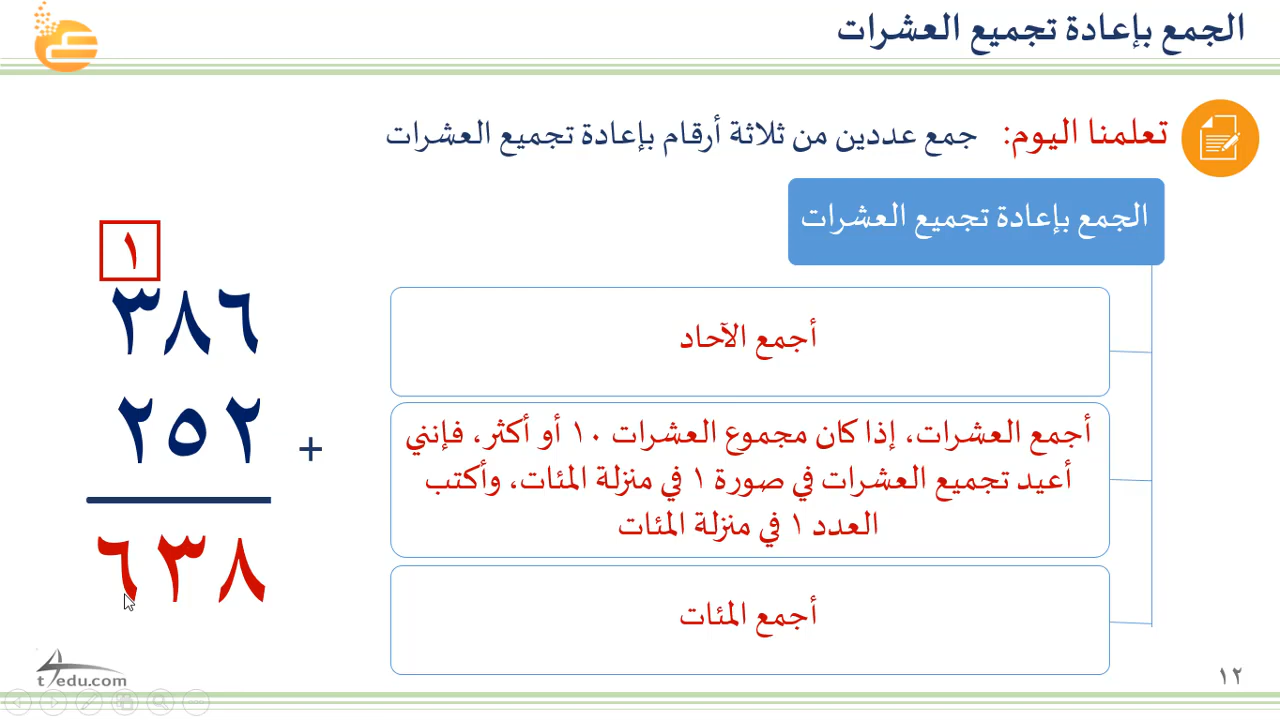 الجمع بإعادة تجميع العشرات
تعلمنا اليوم: جمع عددين من ثلاثة أرقام بإعادة تجميع العشرات
الجمع بإعادة تجميع العشرات
أجمع الآحاد
أجمع العشرات، إذا كان مجموع العشرات ١٠ أو أكثر، فإنني
أعيد تجميع العشرات في صورة ١ في منزلة المئات، وأكتب
العدد ١ في منزلة المئات
أجمع المئات
١
٣٨٦
٢٥٢ +
٦٣٨
t4edu.com
١٢